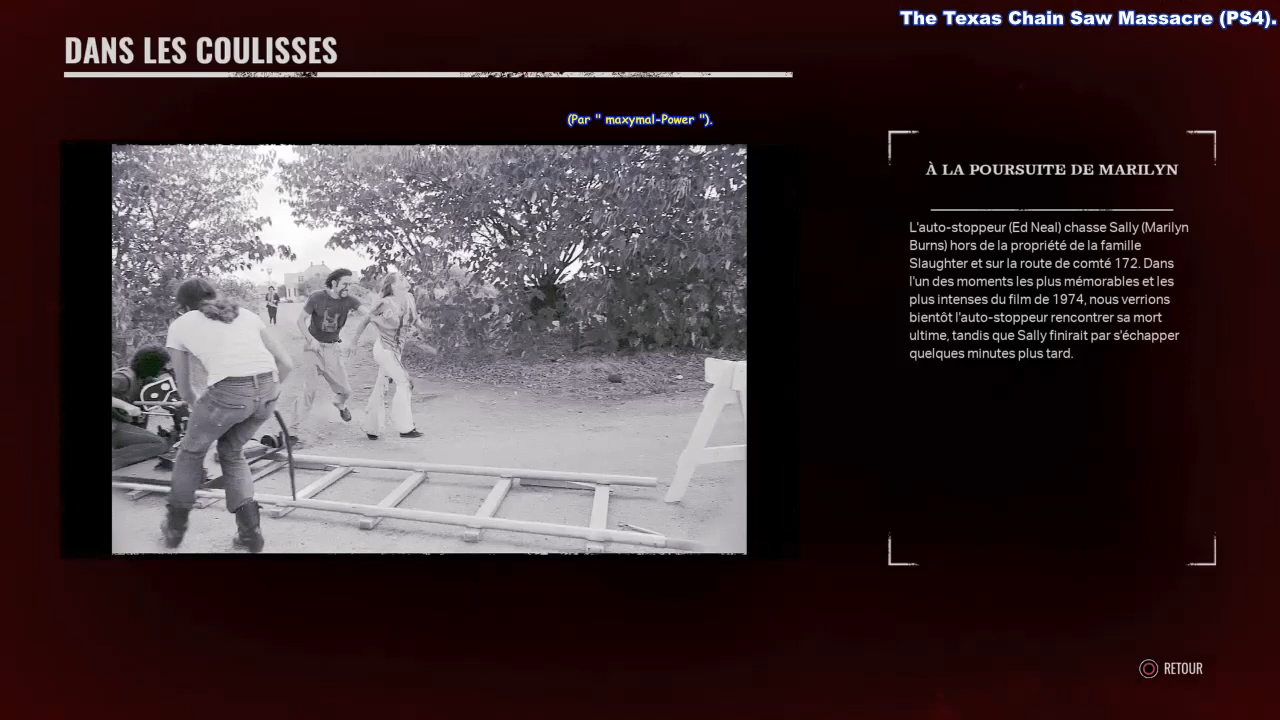 The Texas Chain Saw Massacre (PS4).
DANS LES COULISSES
(Par " maxymal-Power ").
À LA POURSUITE DE MARILYN
L'auto-stoppeur (Ed Neal) chasse Sally (Marilyn
Burns) hors de la propriété de la famille
Slaughter et sur la route de comté 172. Dans
l'un des moments les plus mémorables et les
plus intenses du film de 1974, nous verrions
bientôt l'auto-stoppeur rencontrer sa mort
ultime, tandis que Sally finirait par s'échapper
quelques minutes plus tard.
RETOUR